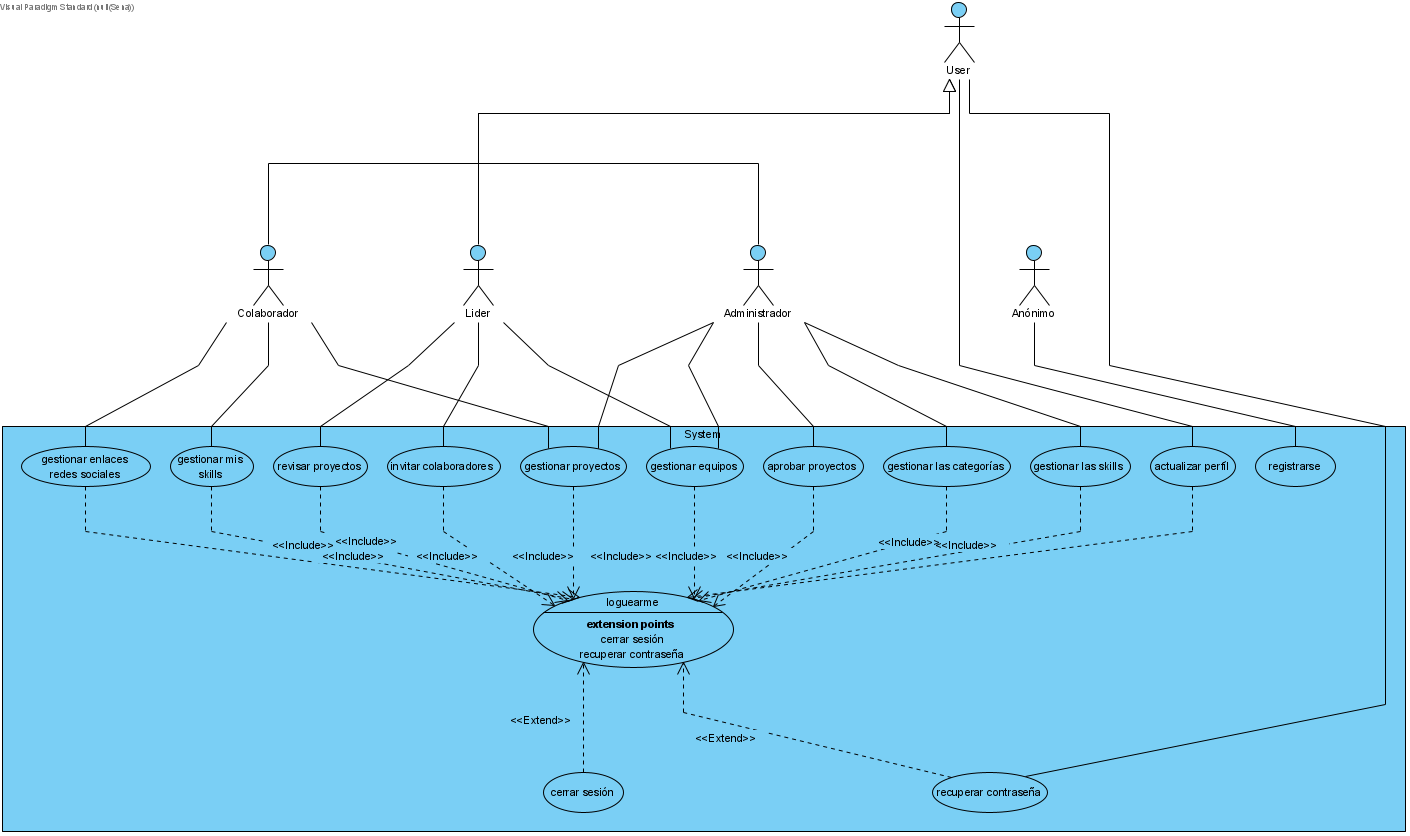 Visual Paradigm Standard (null(Sena))
User
Colaborador
Lider
Administrador
Anónimo
System
gestionar enlaces
redes sociales
gestionar mis
skills
revisar proyectos
invitar colaboradores
gestionar proyectos
gestionar equipos
aprobar proyectos
gestionar las categorías
gestionar las skills
actualizar perfil
registrarse
<<Include>>
<<Include>>
<<Include>>
<<Include>>
<<Include>>
<<Include>>
<<Include>>
<<Include>>
<<Include>>
<<Include>>
loguearme
extension points
cerrar sesión
recuperar contraseña
<<Extend>>
<<Extend>>
cerrar sesión
recuperar contraseña